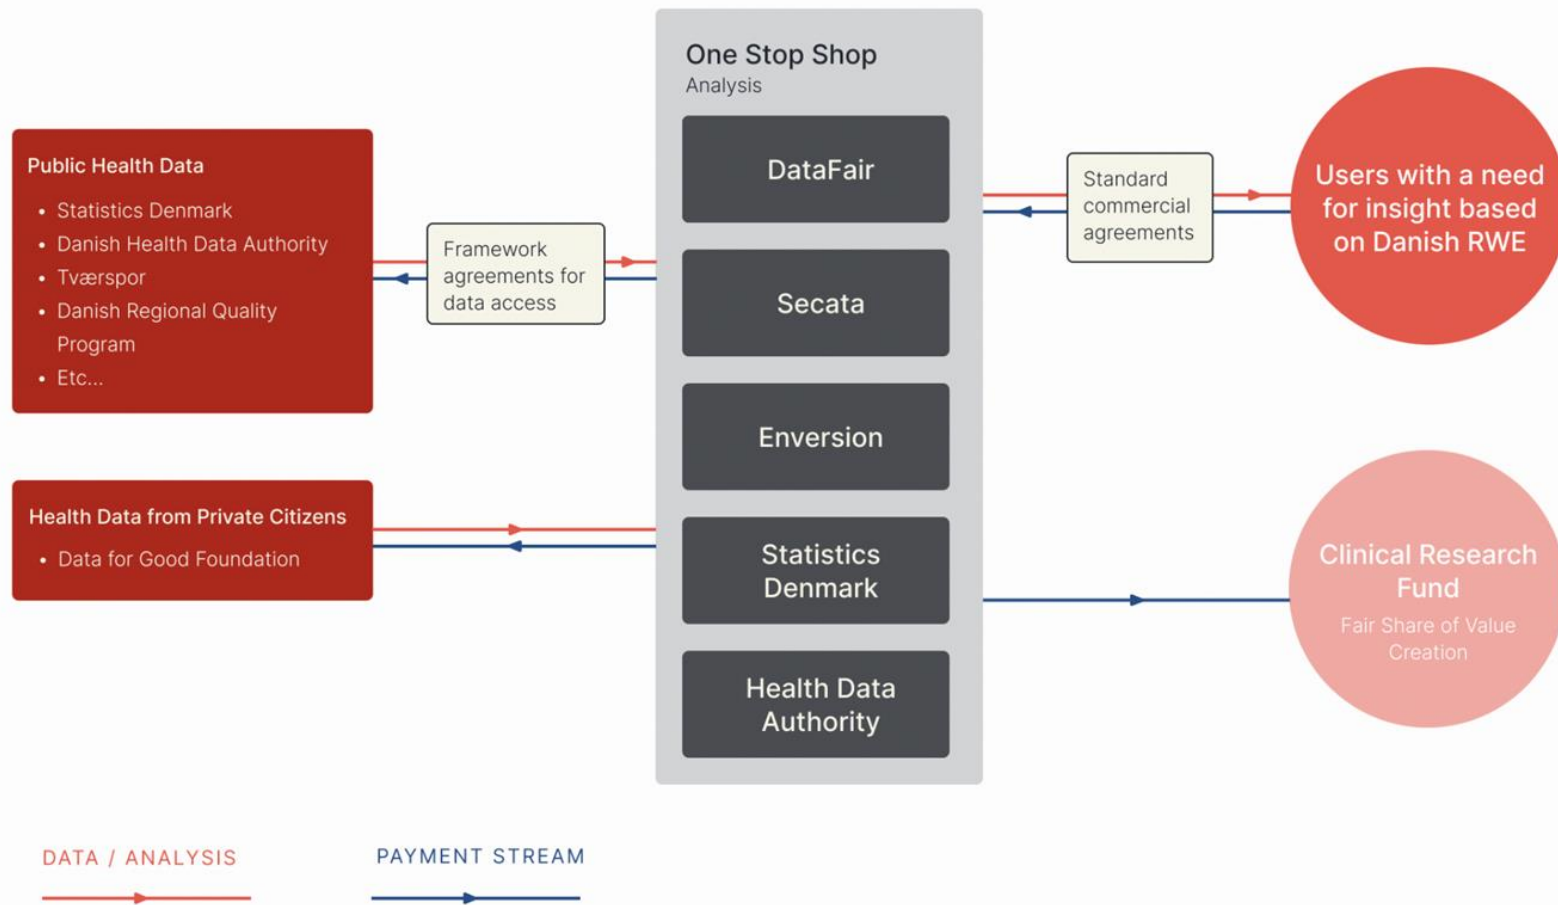 One Stop Shop
Analysis
Public Health Data
• Statistics Denmark
• Danish Health Data Authority
• Tværspor
• Danish Regional Quality
Program
• Etc...
Framework
agreements for
data access
Health Data from Private Citizens
• Data for Good Foundation
DataFair
Secata
Enversion
Statistics
Denmark
Health Data
Authority
Standard
commercial
agreements
Users with a need
for insight based
on Danish RWE
Clinical Research
Fund
Fair Share of Value
Creation
DATA / ANALYSIS
PAYMENT STREAM